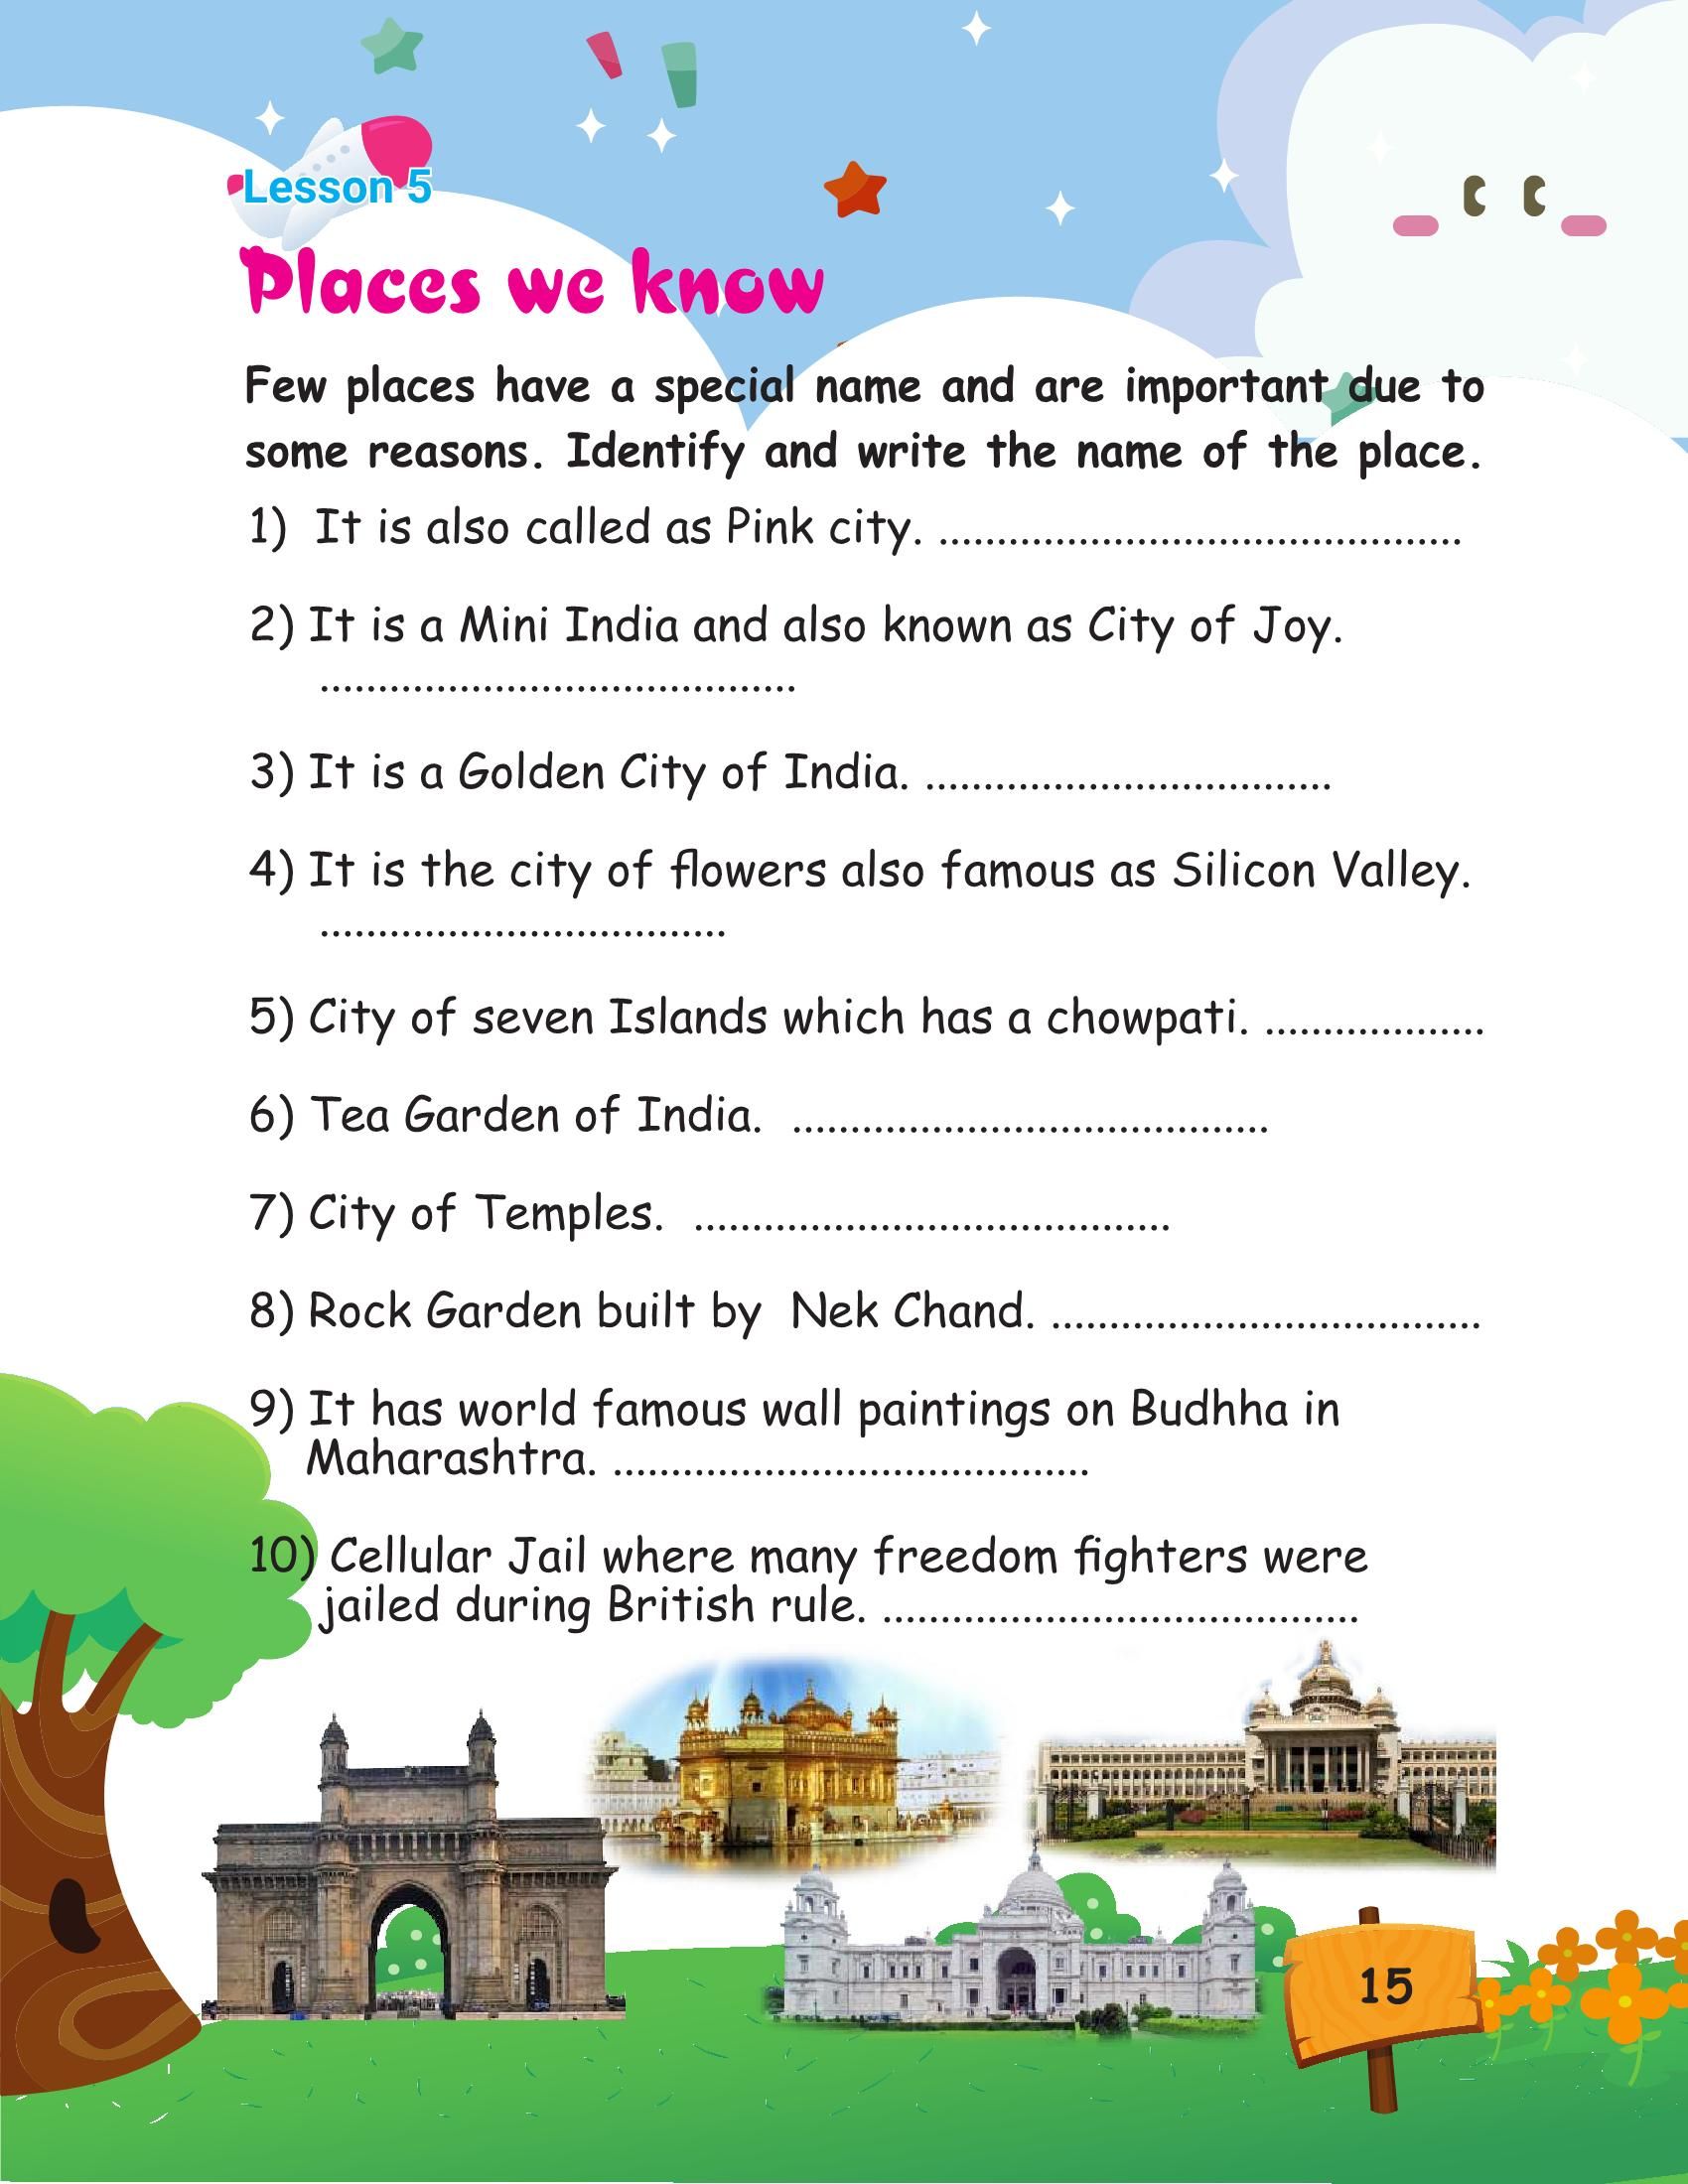 Lesson 5
Places we know
Few places have a special name and are important due to
some reasons. Identify and write the name of the place.
1) It is also called as Pink city. .............................................
2) It is a Mini India and also known as City of Joy.
.........................................
3) It is a Golden City of India. ...................................
4) It is the city of flowers also famous as Silicon Valley.
...................................
5) City of seven Islands which has a chowpati. ...................
6) Tea Garden of India. .........................................
7) City of Temples. .........................................
8) Rock Garden built by Nek Chand. .....................................
9) It has world famous wall paintings on Budhha in
Maharashtra. .........................................
10) Cellular Jail where many freedom fighters were
jailed during British rule. .........................................
15